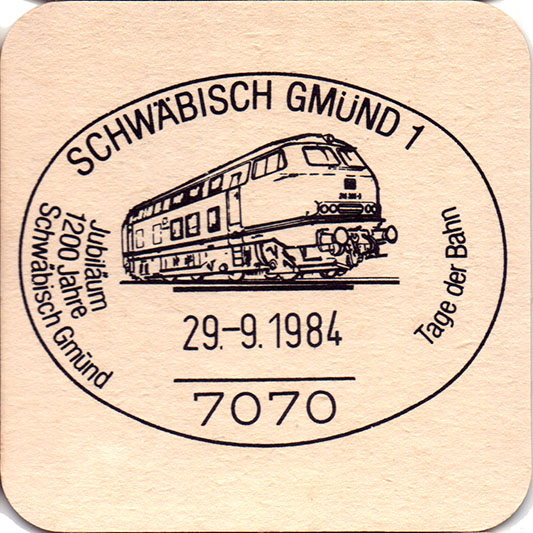 SCHWÄBISCH GMÜND 1
Jubiläum
1200 Jahre
Schwäbisch Gmünd
Tage der Bahn
29.-9.1984
7070